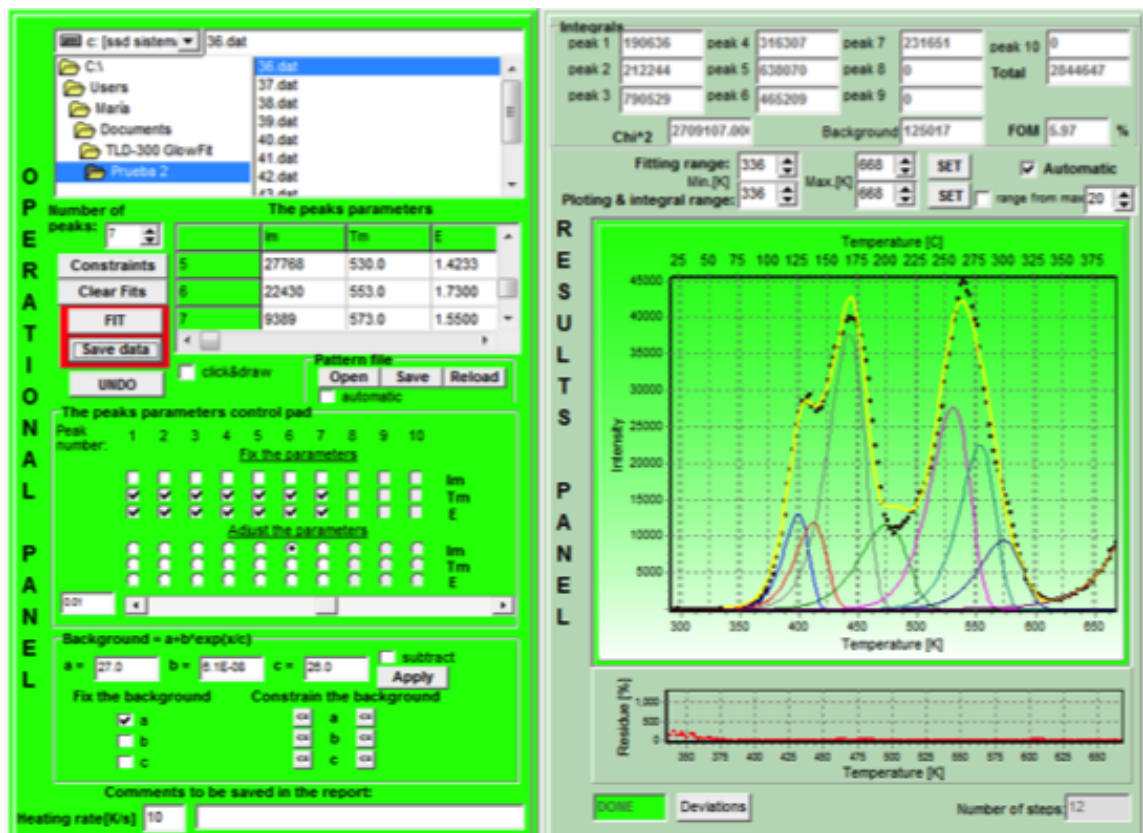 c: [ssd sistem 36.dat
C:\
Users
María
Documents
TLD-300 GlowFit
Prueba 2
36.dat
37.dat
38.dat
39.dat
40.dat
41.dat
42.dat
43.dat
OPERATIONAL PANEL
Number of peaks: 7
The peaks parameters
Im Tm E
5 27768 530.0 1.4233
6 22430 553.0 1.7300
7 9389 573.0 1.5500
Constraints
Clear Fits
FIT
Save data
UNDO
click&draw
Pattern file
Open Save Reload
automatic
The peaks parameters control pad
Peak number: 1 2 3 4 5 6 7 8 9 10
Fix the parameters
Im
Tm
E
Adjust the parameters
Im
Tm
E
0.01
Background = a+b*exp(x/c)
a = 27.0 b = 6.1E-08 c = 26.0
subtract
Apply
Fix the background Constrain the background
a <a a <a
b <a b <a
c <a c <a
Comments to be saved in the report:
Heating rate[K/s] 10
Integrals
peak 1 190636 peak 4 316307 peak 7 231651 peak 10 0
peak 2 212244 peak 5 638070 peak 8 0 Total 2844647
peak 3 790529 peak 6 465209 peak 9 0
Chi^2 2709107.00 Background 125017 FOM 5.97 %
Fitting range: 336 668 SET Automatic
Min.[K] Max.[K]
Ploting & integral range: 336 668 SET range from max 20
RESULTS PANEL
Temperature [C]
25 50 75 100 125 150 175 200 225 250 275 300 325 350 375
Intensity
45000
40000
35000
30000
25000
20000
15000
10000
5000
300 350 400 450 500 550 600 650
Temperature [K]
Residue [%]
1,000
500
0
350 375 400 425 450 475 500 525 550 575 600 625 650
Temperature [K]
DONE Deviations Number of steps: 12